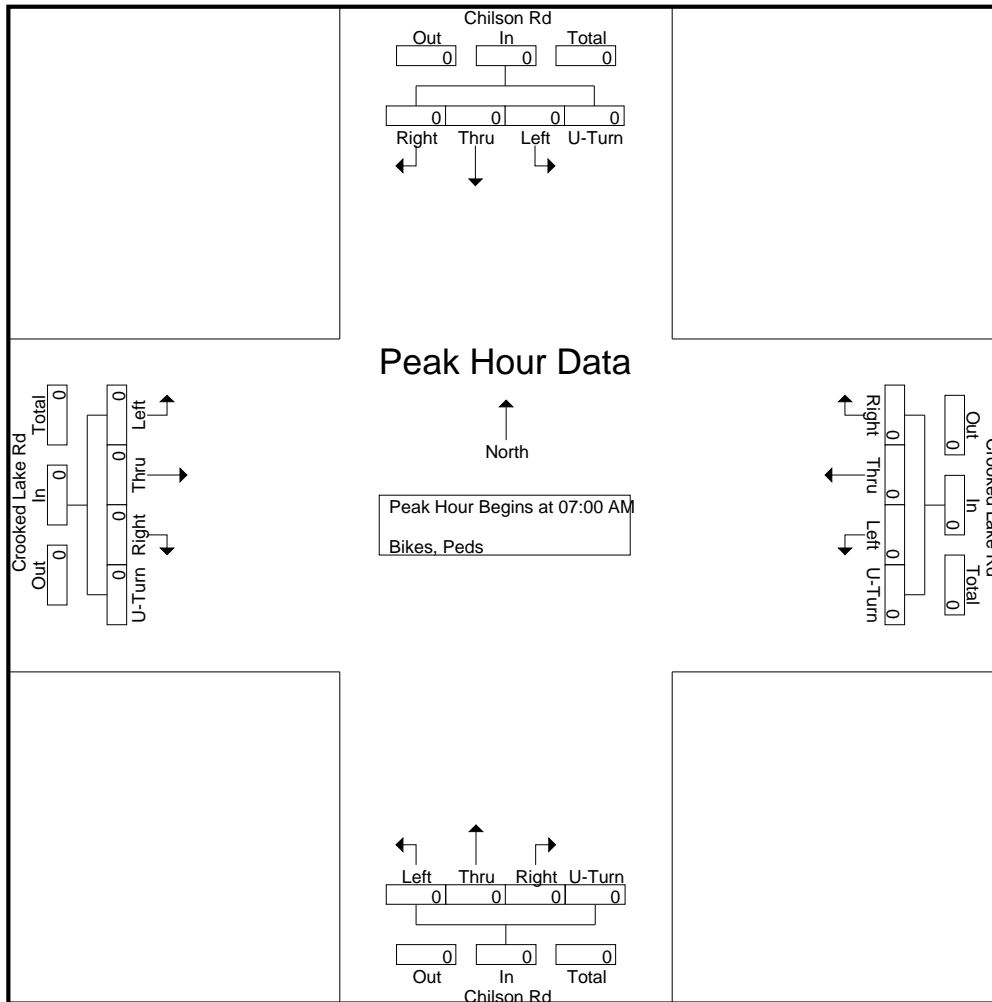 Chilson Rd
Out In Total
0 0 0
0 0 0 0
Right Thru Left U-Turn
Peak Hour Data
North
Peak Hour Begins at 07:00 AM
Bikes, Peds
Crooked Lake Rd
Total In Out
0 0 0
0 0 0 0
Left Thru Right U-Turn
Right Thru Left U-Turn
0 0 0 0
0 0 0
Out In Total
Crooked Lake Rd
Left Thru Right U-Turn
0 0 0 0
0 0 0
Out In Total
Chilson Rd